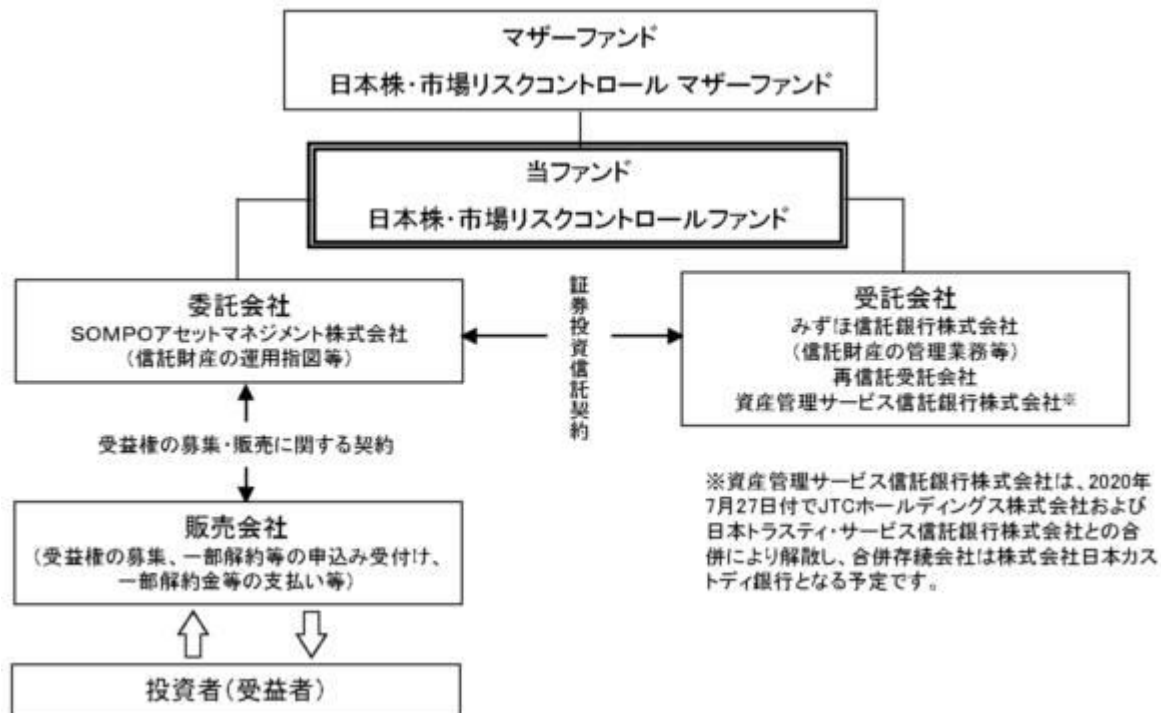 マザーファンド
日本株・市場リスクコントロール マザーファンド
当ファンド
日本株・市場リスクコントロールファンド
委託会社
SOMPOアセットマネジメント株式会社
(信託財産の運用指図等)
証券投資信託契約
受託会社
みずほ信託銀行株式会社
(信託財産の管理業務等)
再信託受託会社
資産管理サービス信託銀行株式会社※
受益権の募集・販売に関する契約
販売会社
(受益権の募集、一部解約等の申込み受付け、
一部解約金等の支払い等)
※資産管理サービス信託銀行株式会社は、2020年
7月27日付でJTCホールディングス株式会社および
日本トラスティ・サービス信託銀行株式会社との合
併により解散し、合併存続会社は株式会社日本カス
トディ銀行となる予定です。
投資者(受益者)